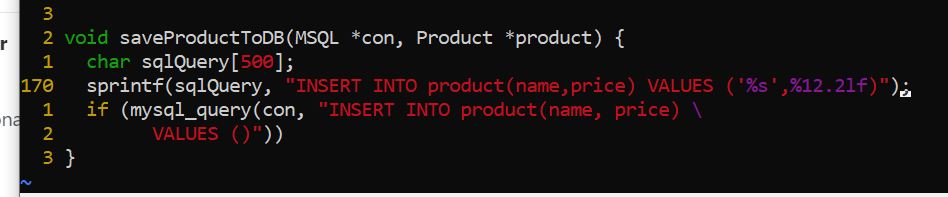 3
r
2 void saveProductToDB(MSQL *con, Product *product) {
1 char sqlQuery[500];
170 sprintf(sqlQuery, "INSERT INTO product(name,price) VALUES ('%s',%12.2lf)");
ona 1 if (mysql_query(con, "INSERT INTO product(name, price) \
2 VALUES ()"))
3 }
~